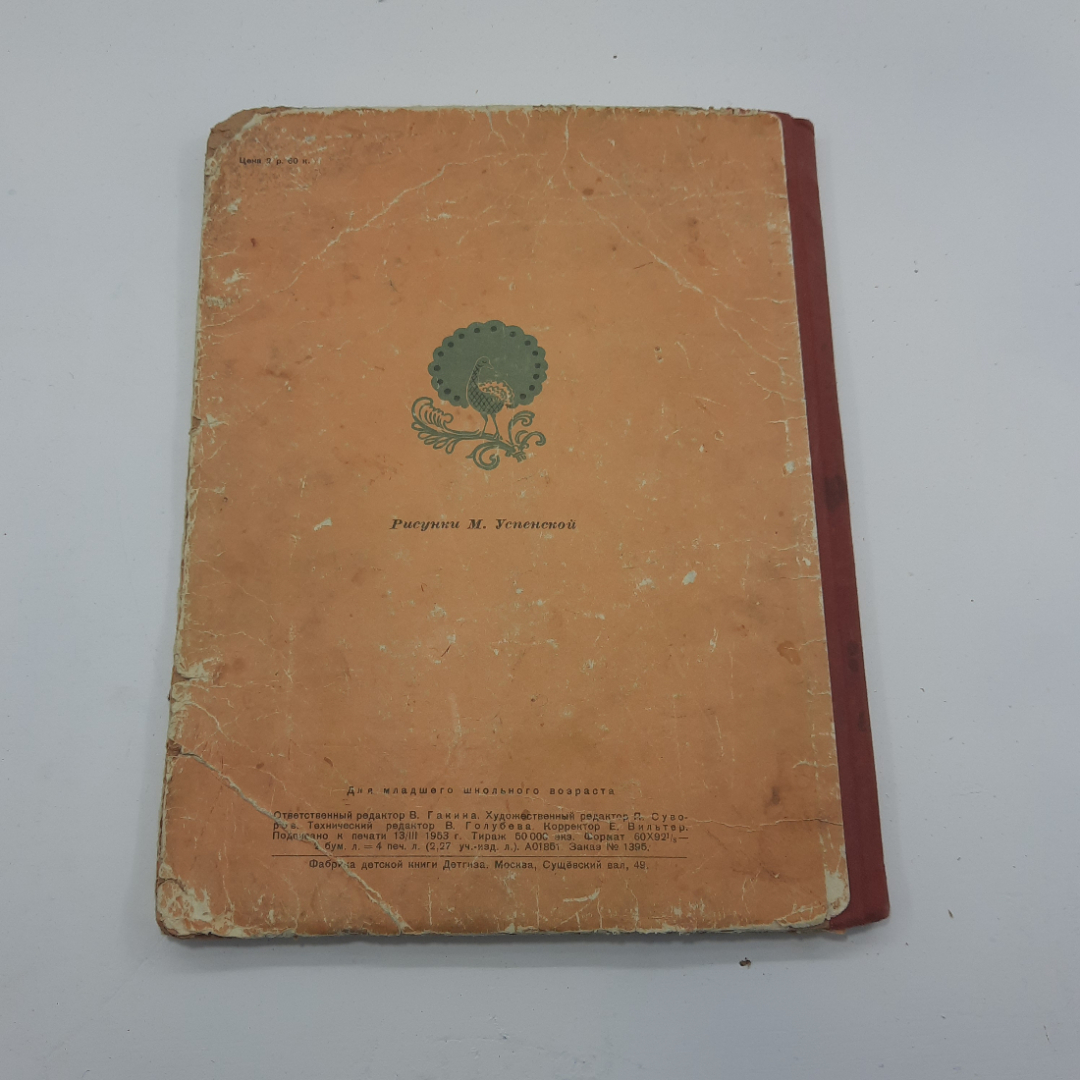 Цена 3 р. 60 к.
Рисунки М. Успенской
Для младшего школьного возраста
Ответственный редактор В. Гакина. Художественный редактор П. Суво-
рова. Технический редактор В. Голубева. Корректор Е. Вильтер.
Подписано к печати 13/III 1953 г. Тираж 50 000 экз. Формат 60Х92¹/₈—
2 бум. л. = 4 печ. л. (2,27 уч.-изд. л.). А01851. Заказ № 1395.
Фабрика детской книги Детгиза. Москва, Сущёвский вал, 49.